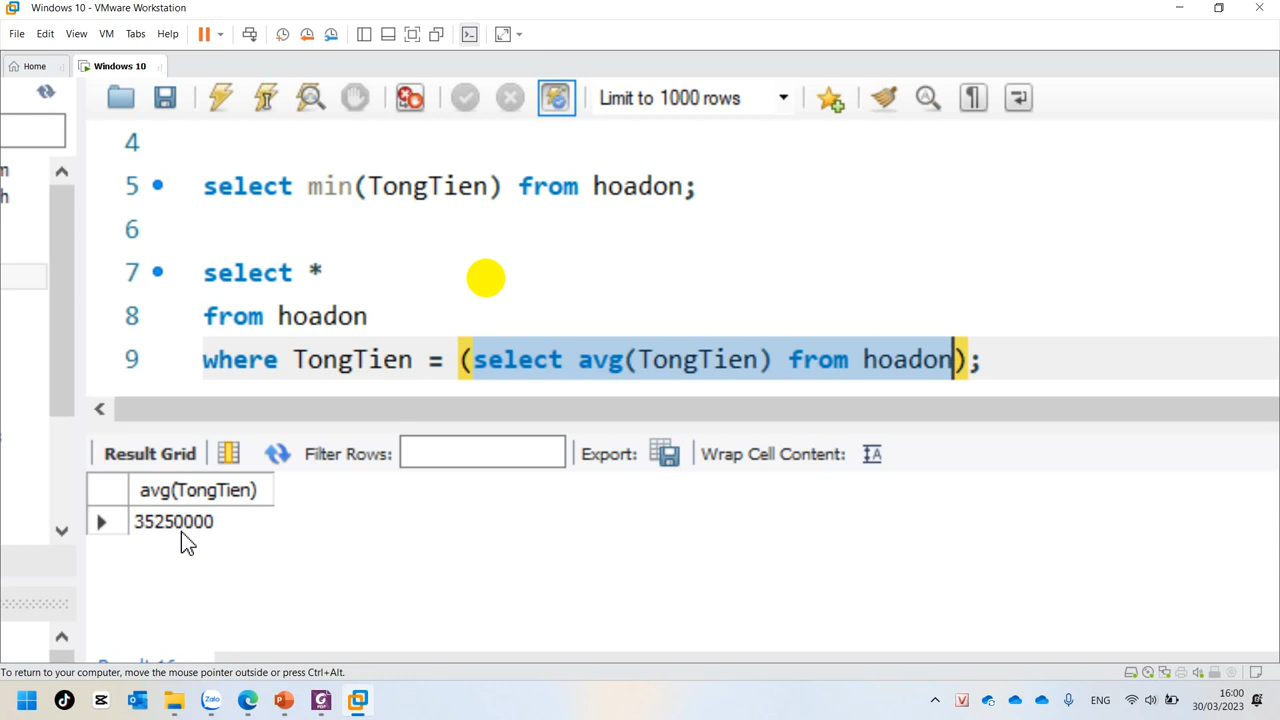 Windows 10 - VMware Workstation
File Edit View VM Tabs Help
Home Windows 10
Limit to 1000 rows
4
5 select min(TongTien) from hoadon;
6
7 select *
8 from hoadon
9 where TongTien = (select avg(TongTien) from hoadon);
Result Grid Filter Rows: Export: Wrap Cell Content:
avg(TongTien)
35250000
To return to your computer, move the mouse pointer outside or press Ctrl+Alt.
Zalo ENG 16:00
30/03/2023